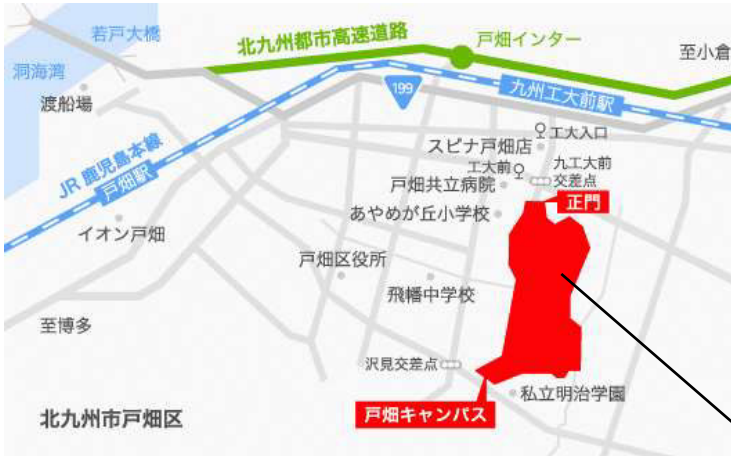 若戸大橋
北九州都市高速道路
戸畑インター
至小倉
洞海湾
渡船場
199
九州工大前駅
工大入口
スピナ戸畑店
工大前
九工大前
交差点
JR 鹿児島本線
戸畑駅
戸畑共立病院
正門
あやめが丘小学校
イオン戸畑
戸畑区役所
飛幡中学校
至博多
沢見交差点
私立明治学園
戸畑キャンパス
北九州市戸畑区